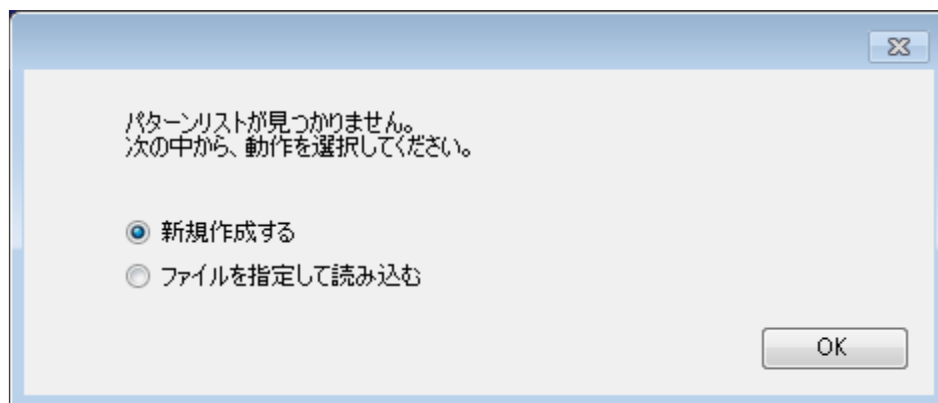 パターンリストが見つかりません。
次の中から、動作を選択してください。
新規作成する
ファイルを指定して読み込む
OK